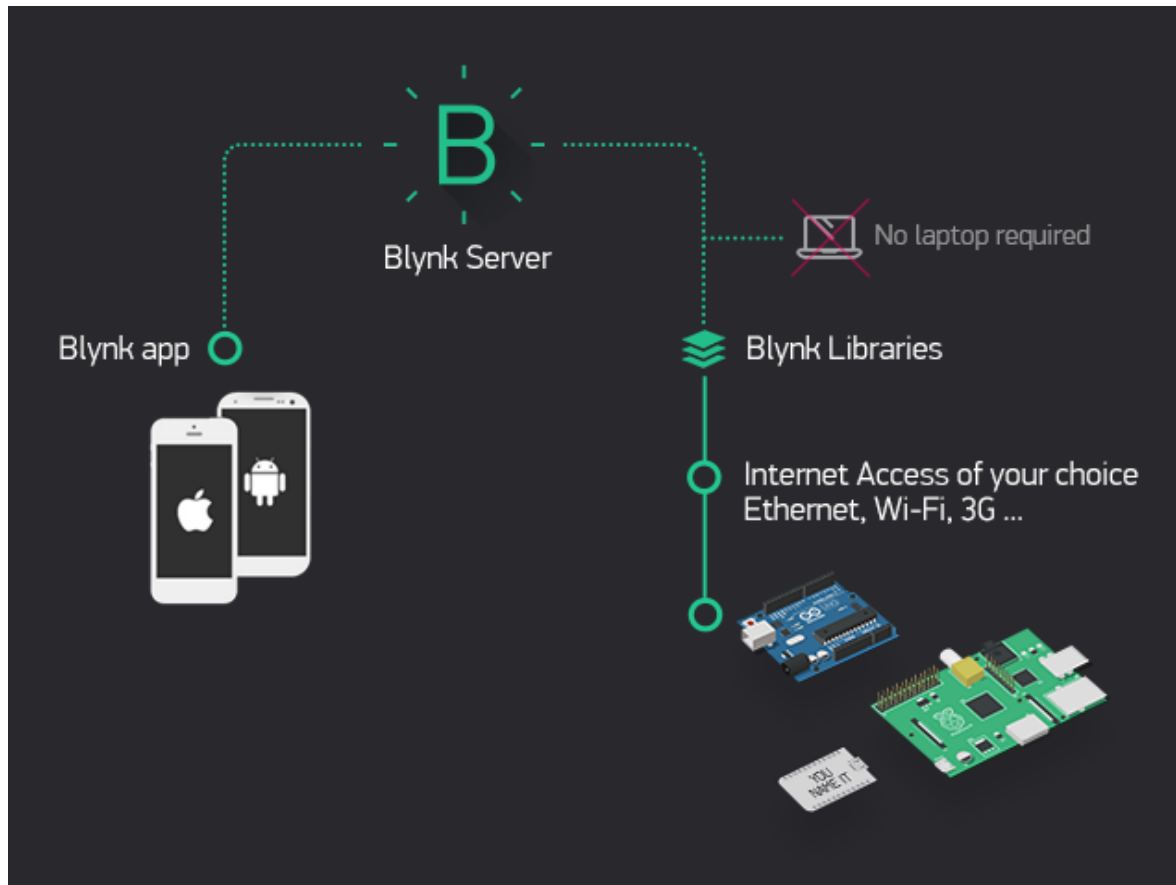 B
Blynk Server
No laptop required
Blynk app
Blynk Libraries
Internet Access of your choice
Ethernet, Wi-Fi, 3G ...
YOU
NAME IT